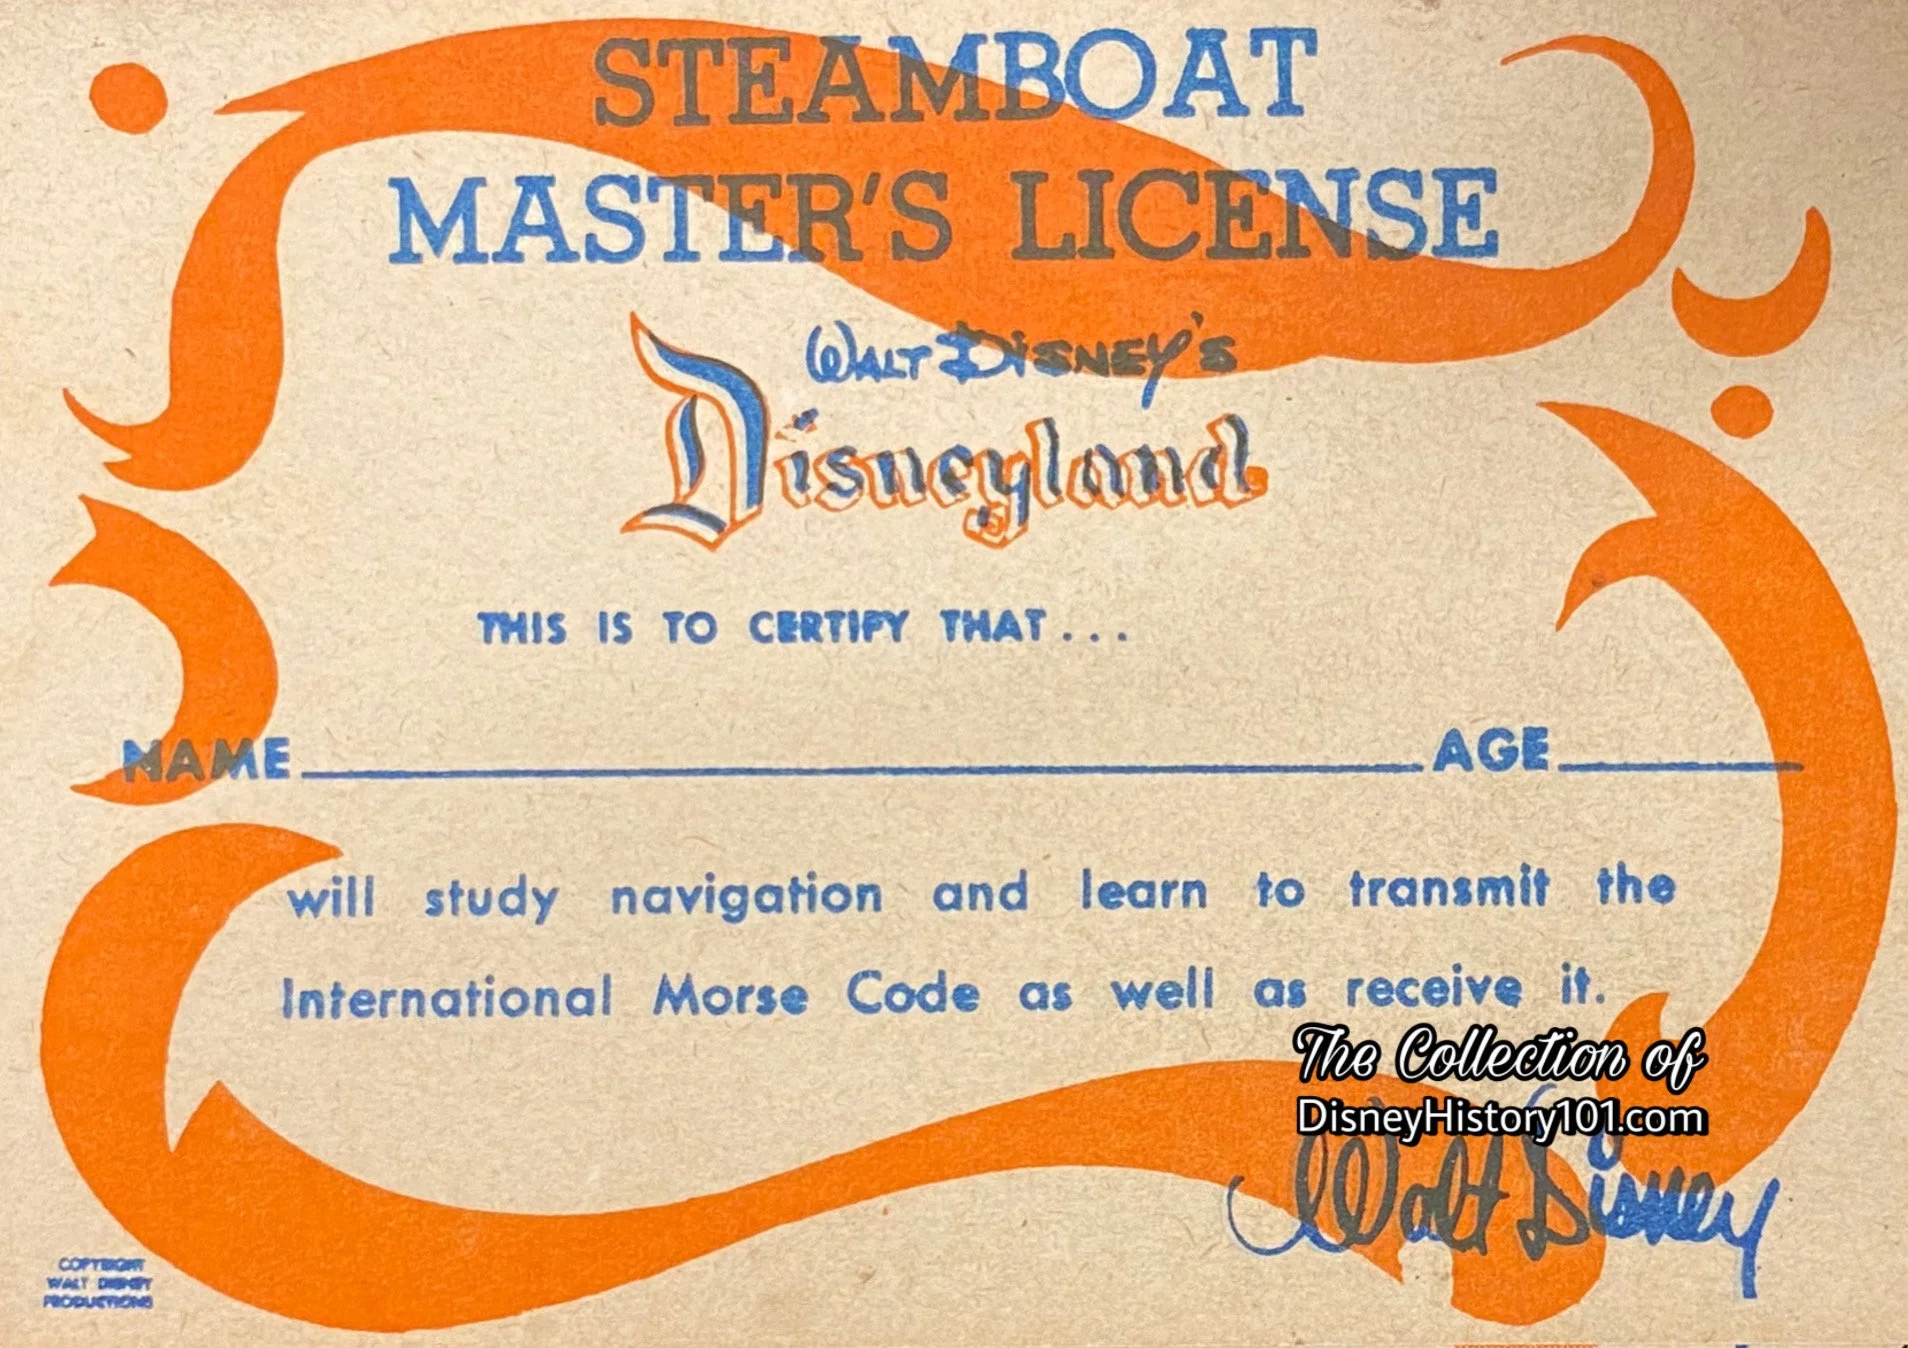 STEAMBOAT
MASTER'S LICENSE
WALT DISNEY'S
Disneyland
THIS IS TO CERTIFY THAT...
NAME AGE
will study navigation and learn to transmit the
International Morse Code as well as receive it.
The Collection of
DisneyHistory101.com
Walt Disney
COPYRIGHT
WALT DISNEY
PRODUCTIONS